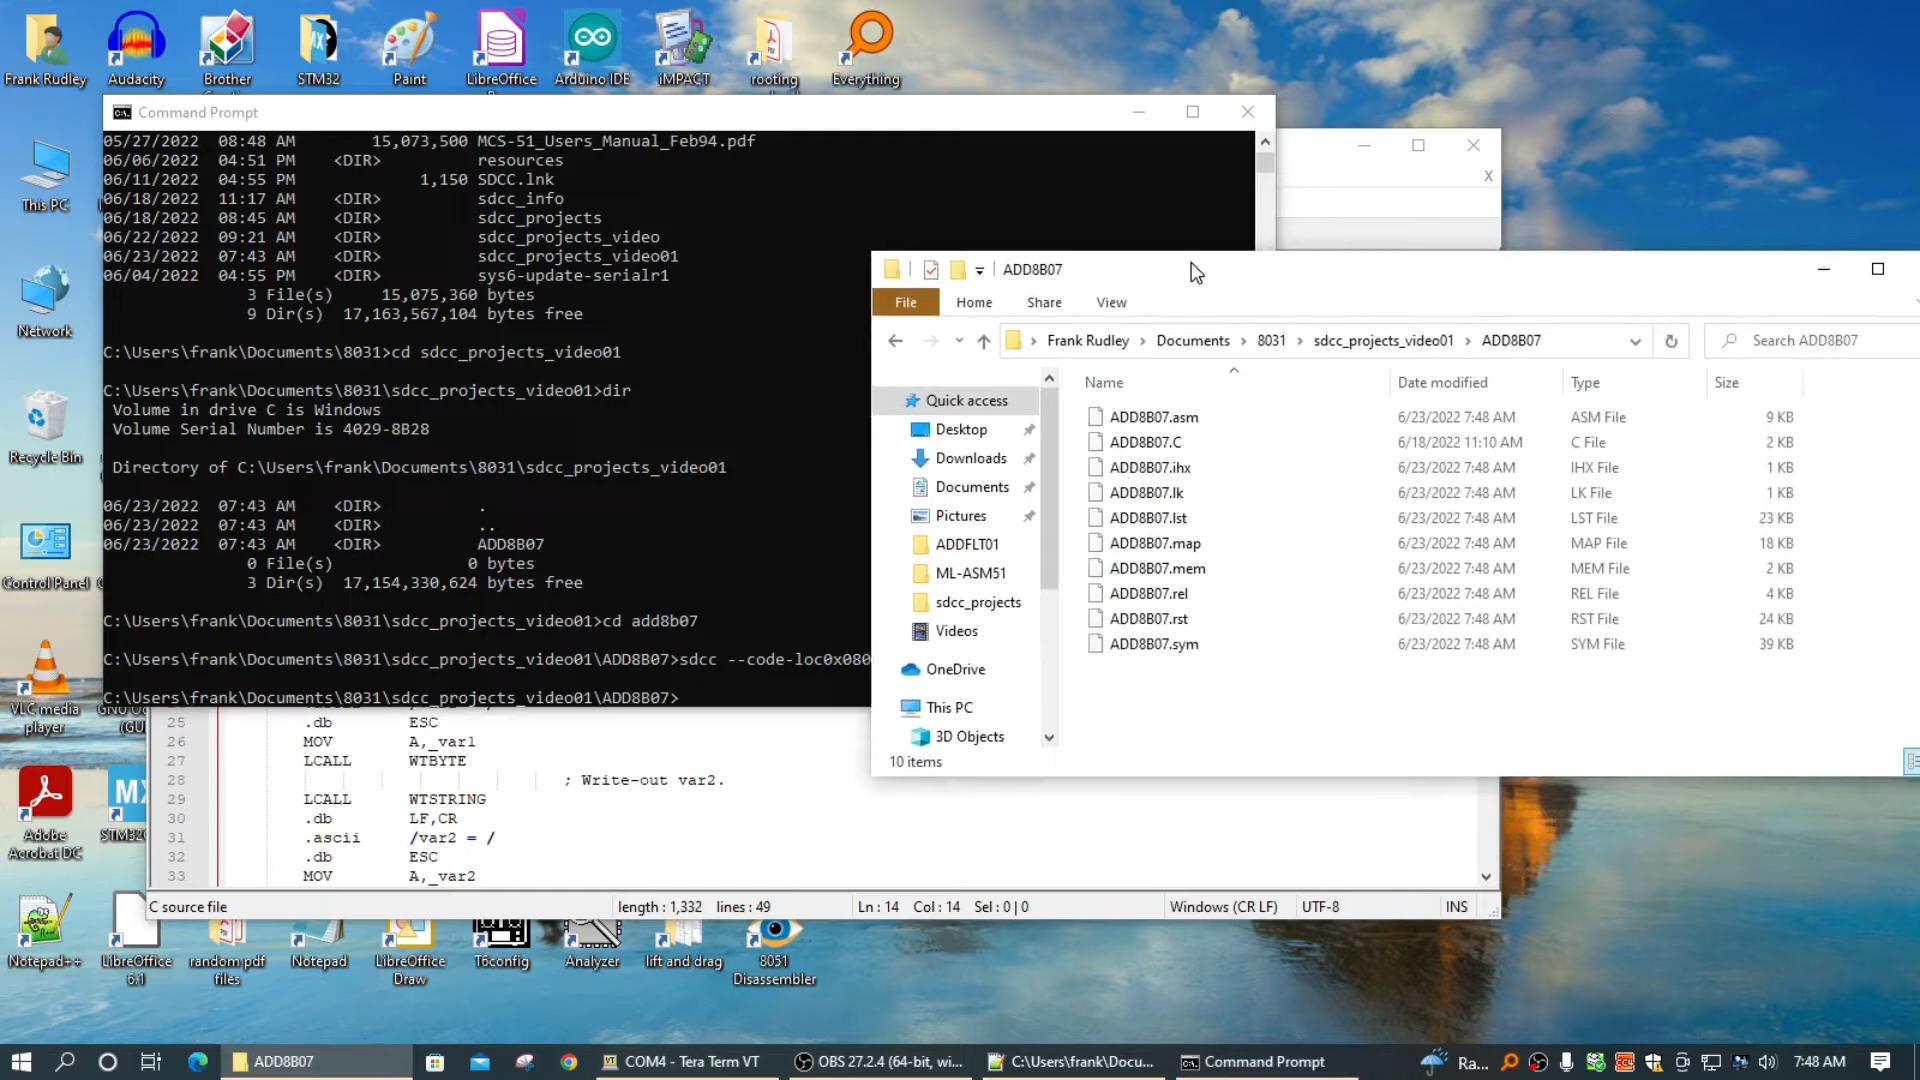 Frank Rudley
Audacity
Brother
STM32
Paint
LibreOffice
Arduino IDE
iMPACT
rooting
Everything
This PC
Network
Recycle Bin
Control Panel
VLC media
player
Adobe
Acrobat DC
Notepad++
LibreOffice
6.1
random pdf
files
Notepad
LibreOffice
Draw
T6config
Analyzer
lift and drag
8051
Disassembler
Command Prompt
05/27/2022  08:48 AM        15,073,500 MCS-51_Users_Manual_Feb94.pdf
06/06/2022  04:51 PM    <DIR>          resources
06/11/2022  04:55 PM             1,150 SDCC.lnk
06/18/2022  11:17 AM    <DIR>          sdcc_info
06/18/2022  08:45 AM    <DIR>          sdcc_projects
06/22/2022  09:21 AM    <DIR>          sdcc_projects_video
06/23/2022  07:43 AM    <DIR>          sdcc_projects_video01
06/04/2022  04:55 PM    <DIR>          sys6-update-serialr1
3 File(s)     15,075,360 bytes
9 Dir(s)  17,163,567,104 bytes free
C:\Users\frank\Documents\8031>cd sdcc_projects_video01
C:\Users\frank\Documents\8031\sdcc_projects_video01>dir
Volume in drive C is Windows
Volume Serial Number is 4029-8B28
Directory of C:\Users\frank\Documents\8031\sdcc_projects_video01
06/23/2022  07:43 AM    <DIR>          .
06/23/2022  07:43 AM    <DIR>          ..
06/23/2022  07:43 AM    <DIR>          ADD8B07
0 File(s)              0 bytes
3 Dir(s)  17,154,330,624 bytes free
C:\Users\frank\Documents\8031\sdcc_projects_video01>cd add8b07
C:\Users\frank\Documents\8031\sdcc_projects_video01\ADD8B07>sdcc --code-loc0x080
C:\Users\frank\Documents\8031\sdcc_projects_video01\ADD8B07>
X
25 .db ESC
26 MOV A,_var1
27 LCALL WTBYTE
28 ; Write-out var2.
29 LCALL WTSTRING
30 .db LF,CR
31 .ascii /var2 = /
32 .db ESC
33 MOV A,_var2
C source file length : 1,332 lines : 49 Ln : 14 Col : 14 Sel : 0 | 0 Windows (CR LF) UTF-8 INS
ADD8B07
File Home Share View
Frank Rudley > Documents > 8031 > sdcc_projects_video01 > ADD8B07
Search ADD8B07
Quick access
Desktop
Downloads
Documents
Pictures
ADDFLT01
ML-ASM51
sdcc_projects
Videos
OneDrive
This PC
3D Objects
Name Date modified Type Size
ADD8B07.asm 6/23/2022 7:48 AM ASM File 9 KB
ADD8B07.C 6/18/2022 11:10 AM C File 2 KB
ADD8B07.ihx 6/23/2022 7:48 AM IHX File 1 KB
ADD8B07.lk 6/23/2022 7:48 AM LK File 1 KB
ADD8B07.lst 6/23/2022 7:48 AM LST File 23 KB
ADD8B07.map 6/23/2022 7:48 AM MAP File 18 KB
ADD8B07.mem 6/23/2022 7:48 AM MEM File 2 KB
ADD8B07.rel 6/23/2022 7:48 AM REL File 4 KB
ADD8B07.rst 6/23/2022 7:48 AM RST File 24 KB
ADD8B07.sym 6/23/2022 7:48 AM SYM File 39 KB
10 items
ADD8B07
COM4 - Tera Term VT
OBS 27.2.4 (64-bit, wi...
C:\Users\frank\Docu...
Command Prompt
Ra...
7:48 AM